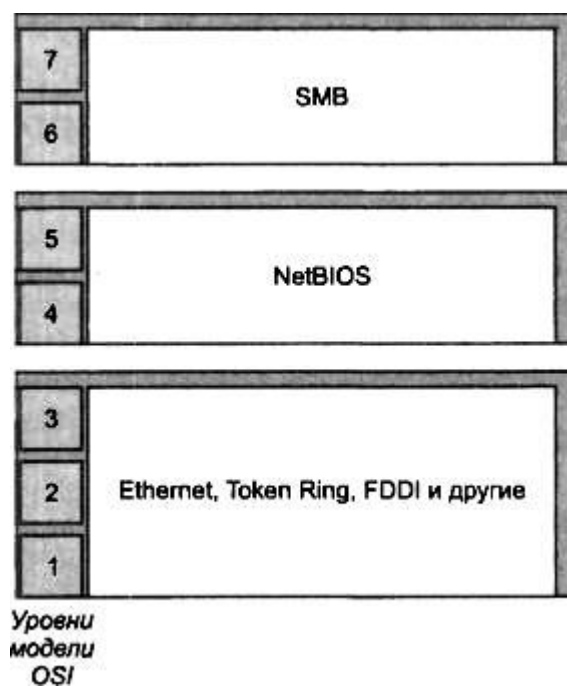 7
SMB
6
5
NetBIOS
4
3
2
Ethernet, Token Ring, FDDI и другие
1
Уровни
модели
OSI